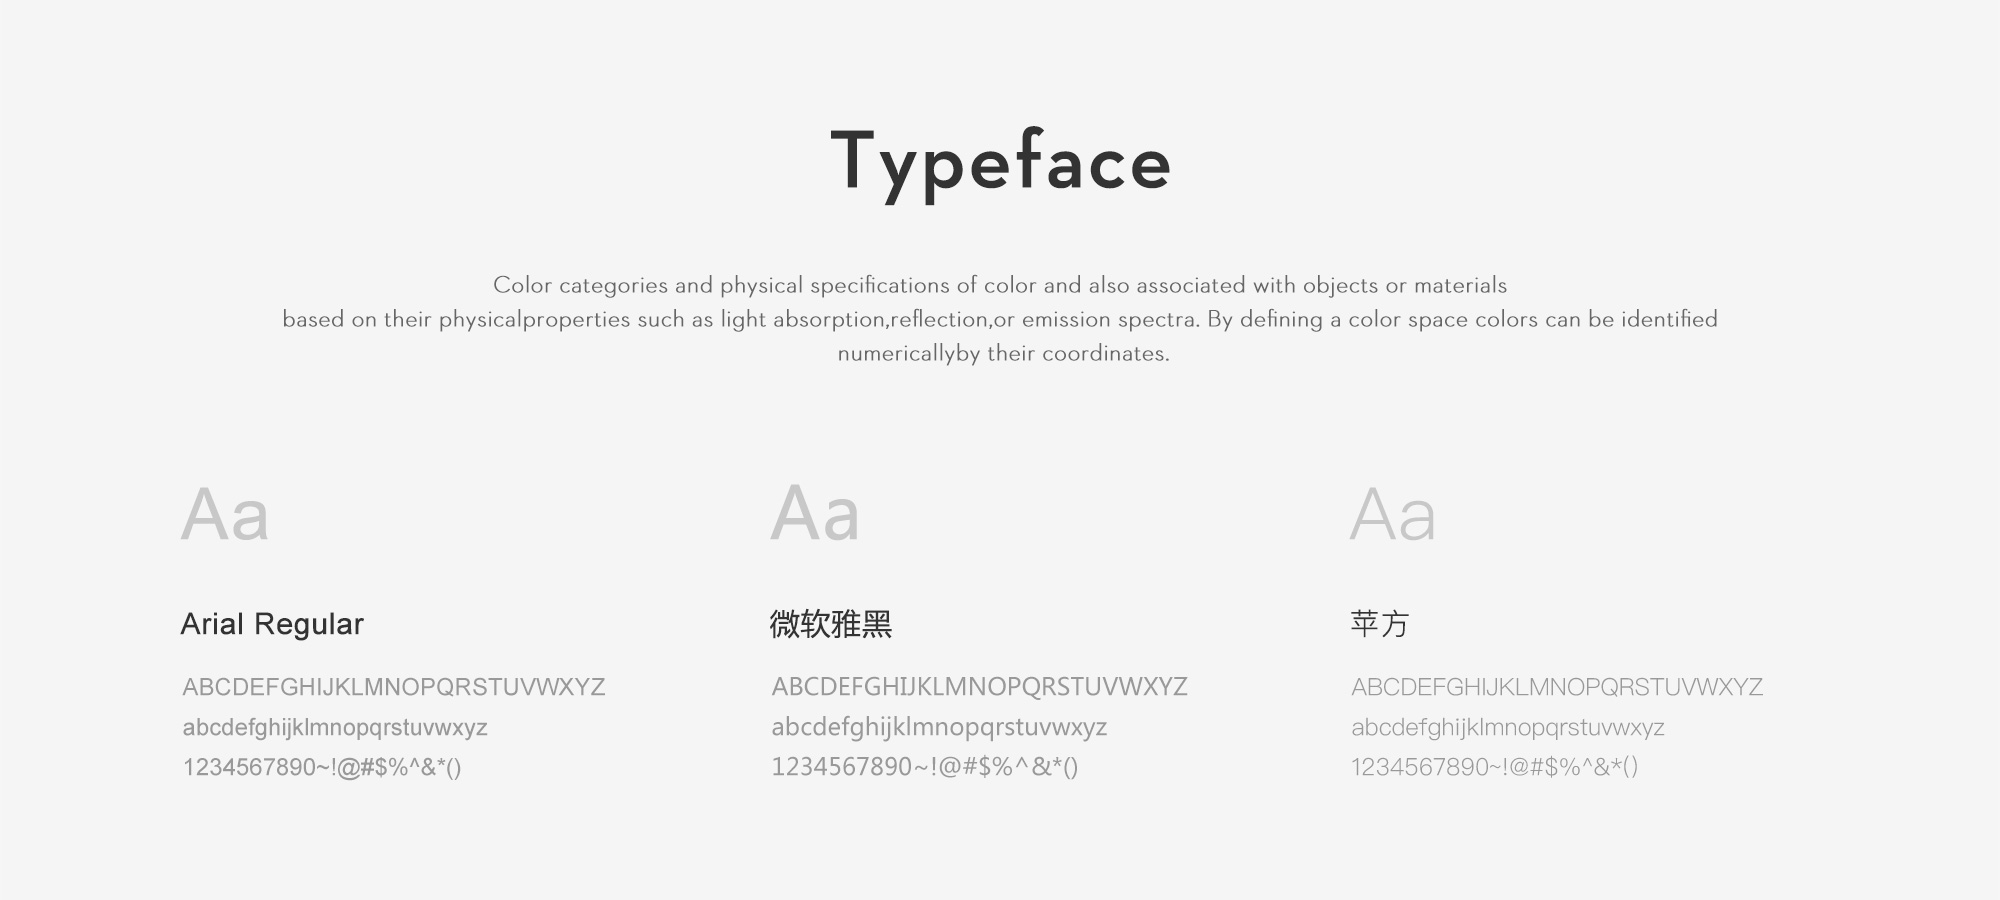 Typeface
Color categories and physical specifications of color and also associated with objects or materials
based on their physicalproperties such as light absorption,reflection,or emission spectra. By defining a color space colors can be identified
numericallyby their coordinates.
Aa
Arial Regular
ABCDEFGHIJKLMNOPQRSTUVWXYZ
abcdefghijklmnopqrstuvwxyz
1234567890~!@#$%^&*()
Aa
微软雅黑
ABCDEFGHIJKLMNOPQRSTUVWXYZ
abcdefghijklmnopqrstuvwxyz
1234567890~!@#$%^&*()
Aa
苹方
ABCDEFGHIJKLMNOPQRSTUVWXYZ
abcdefghijklmnopqrstuvwxyz
1234567890~!@#$%^&*()